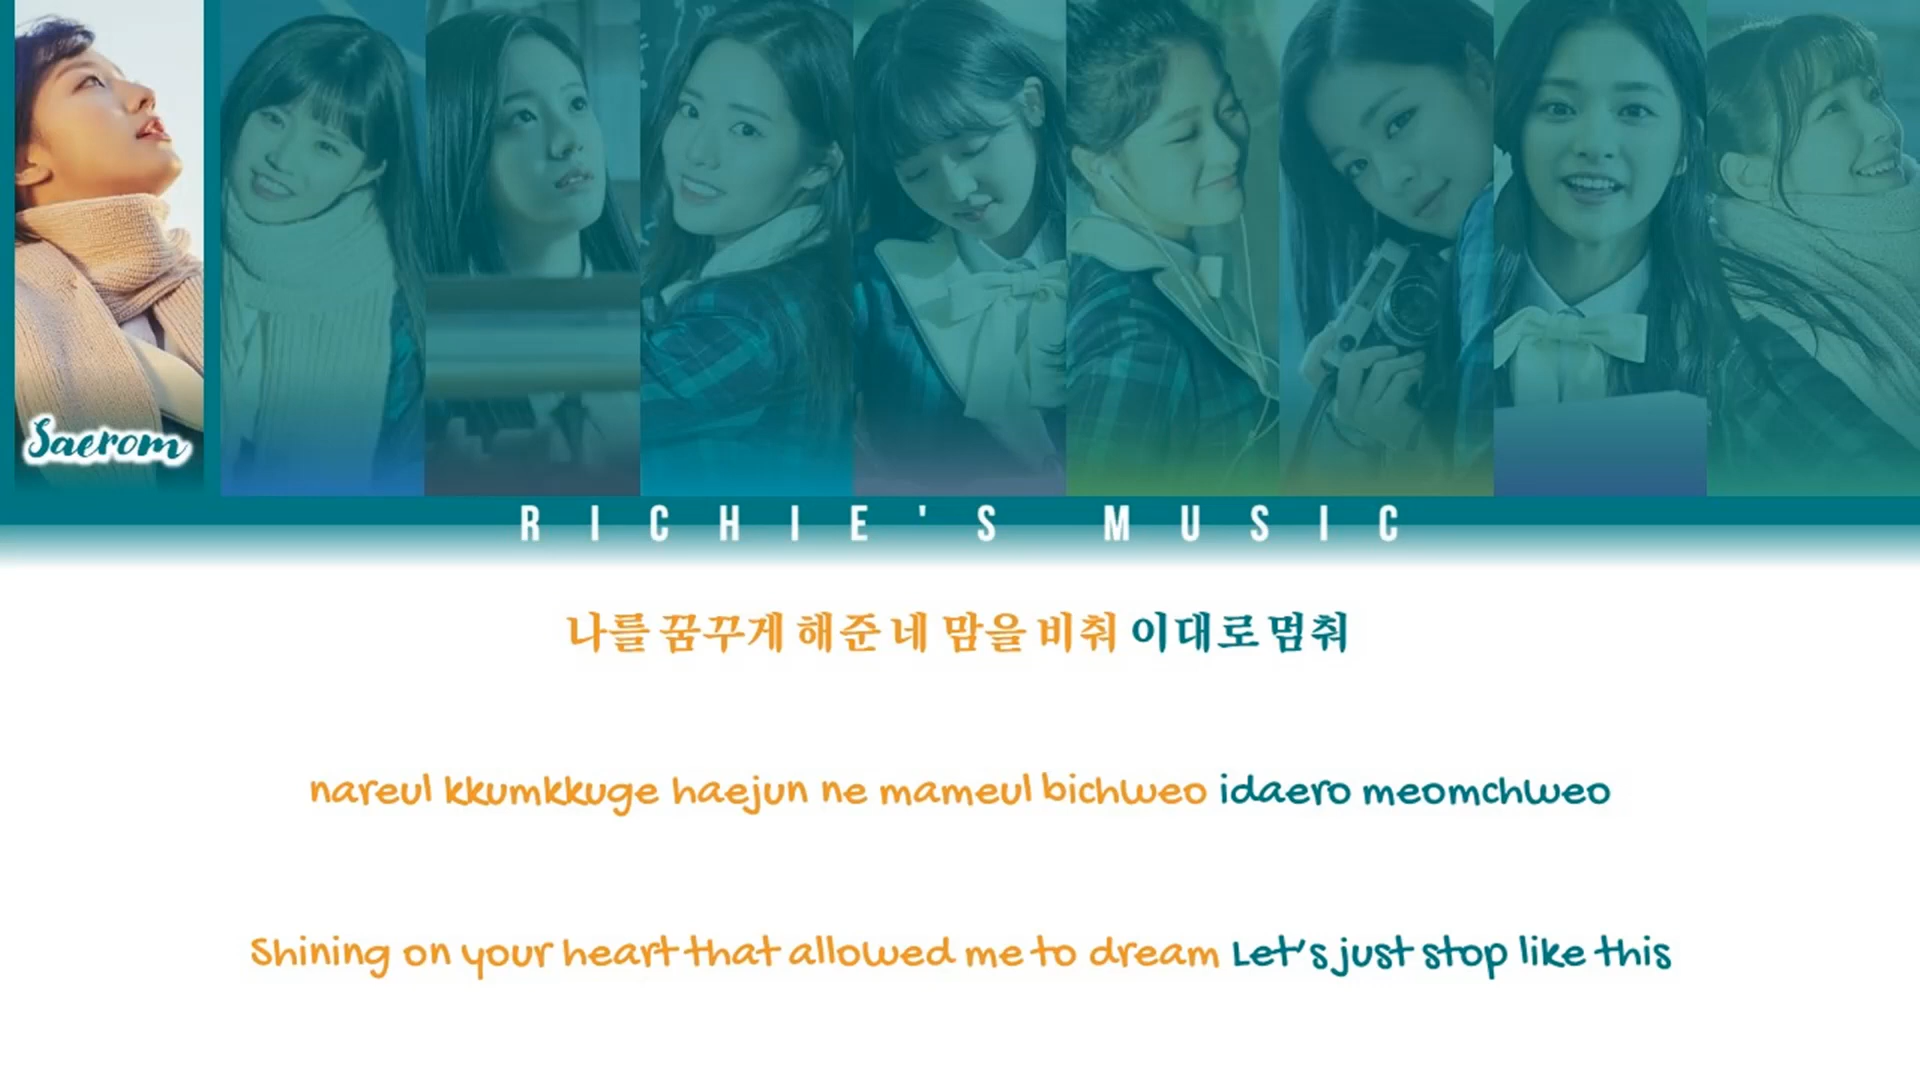 Saerom
RICHIE'S MUSIC
나를 꿈꾸게 해준 네 맘을 비춰 이대로 멈춰
nareul kkumkkuge haejun ne mameul bichweo idaero meomchweo
Shining on your heart that allowed me to dream Let's just stop like this